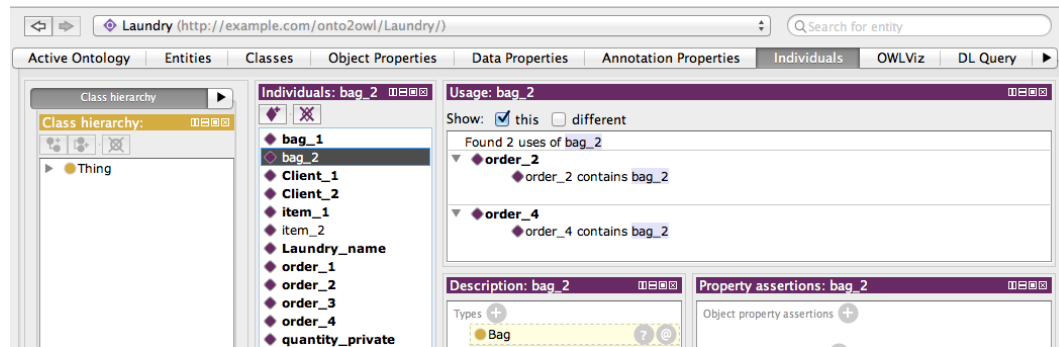 Laundry (http://example.com/onto2owl/Laundry/)
Search for entity
Active Ontology Entities Classes Object Properties Data Properties Annotation Properties Individuals OWLViz DL Query
Class hierarchy
Class hierarchy:
Thing
Individuals: bag_2
bag_1
bag_2
Client_1
Client_2
item_1
item_2
Laundry_name
order_1
order_2
order_3
order_4
quantity_private
Usage: bag_2
Show: this different
Found 2 uses of bag_2
order_2
order_2 contains bag_2
order_4
order_4 contains bag_2
Description: bag_2
Types
Bag
? @
Property assertions: bag_2
Object property assertions